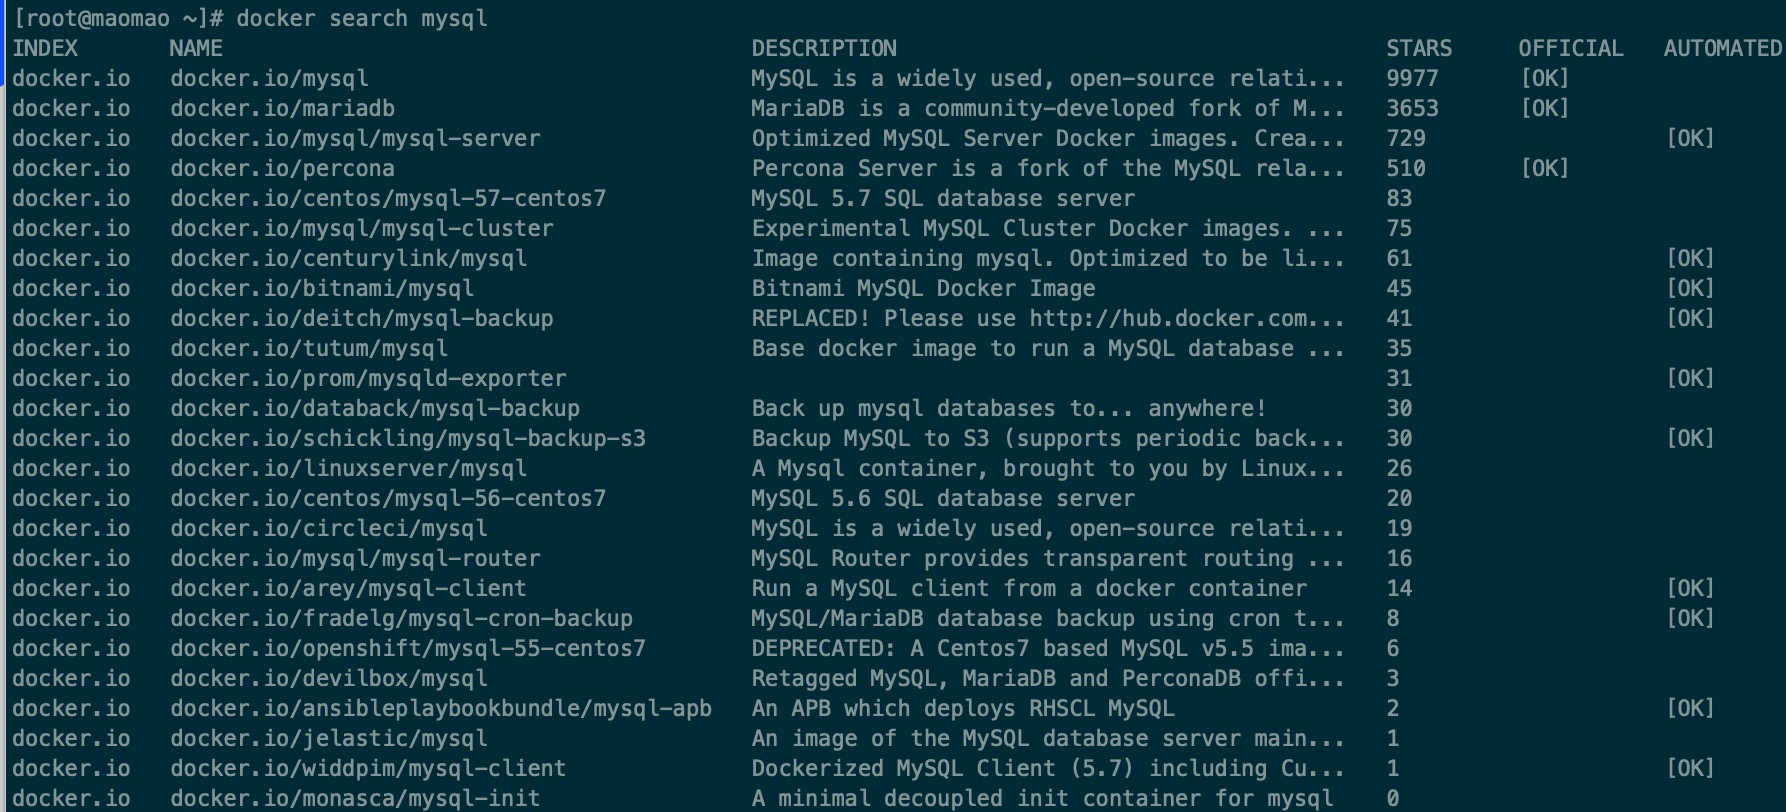 [root@maomao ~]# docker search mysql
INDEX NAME DESCRIPTION STARS OFFICIAL AUTOMATED
docker.io docker.io/mysql MySQL is a widely used, open-source relati... 9977 [OK]
docker.io docker.io/mariadb MariaDB is a community-developed fork of M... 3653 [OK]
docker.io docker.io/mysql/mysql-server Optimized MySQL Server Docker images. Crea... 729 [OK]
docker.io docker.io/percona Percona Server is a fork of the MySQL rela... 510 [OK]
docker.io docker.io/centos/mysql-57-centos7 MySQL 5.7 SQL database server 83
docker.io docker.io/mysql/mysql-cluster Experimental MySQL Cluster Docker images. ... 75
docker.io docker.io/centurylink/mysql Image containing mysql. Optimized to be li... 61 [OK]
docker.io docker.io/bitnami/mysql Bitnami MySQL Docker Image 45 [OK]
docker.io docker.io/deitch/mysql-backup REPLACED! Please use http://hub.docker.com... 41 [OK]
docker.io docker.io/tutum/mysql Base docker image to run a MySQL database ... 35
docker.io docker.io/prom/mysqld-exporter 31 [OK]
docker.io docker.io/databack/mysql-backup Back up mysql databases to... anywhere! 30
docker.io docker.io/schickling/mysql-backup-s3 Backup MySQL to S3 (supports periodic back... 30 [OK]
docker.io docker.io/linuxserver/mysql A Mysql container, brought to you by Linux... 26
docker.io docker.io/centos/mysql-56-centos7 MySQL 5.6 SQL database server 20
docker.io docker.io/circleci/mysql MySQL is a widely used, open-source relati... 19
docker.io docker.io/mysql/mysql-router MySQL Router provides transparent routing ... 16
docker.io docker.io/arey/mysql-client Run a MySQL client from a docker container 14 [OK]
docker.io docker.io/fradelg/mysql-cron-backup MySQL/MariaDB database backup using cron t... 8 [OK]
docker.io docker.io/openshift/mysql-55-centos7 DEPRECATED: A Centos7 based MySQL v5.5 ima... 6
docker.io docker.io/devilbox/mysql Retagged MySQL, MariaDB and PerconaDB offi... 3
docker.io docker.io/ansibleplaybookbundle/mysql-apb An APB which deploys RHSCL MySQL 2 [OK]
docker.io docker.io/jelastic/mysql An image of the MySQL database server main... 1
docker.io docker.io/widdpim/mysql-client Dockerized MySQL Client (5.7) including Cu... 1 [OK]
docker.io docker.io/monasca/mysql-init A minimal decoupled init container for mysql 0